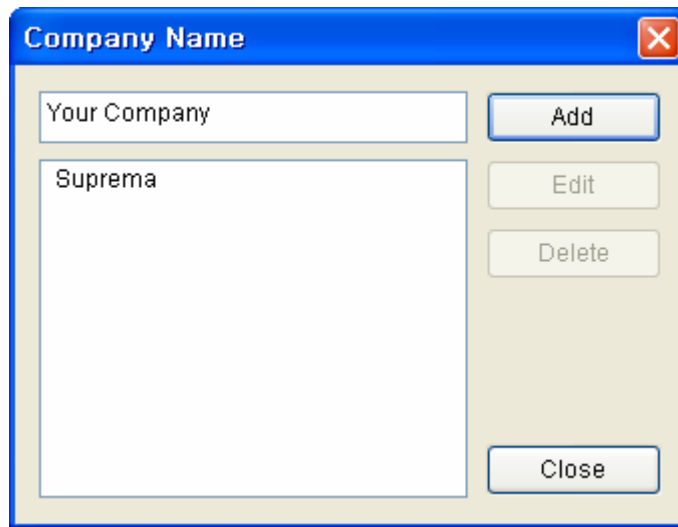 Company Name
Your Company
Add
Suprema
Edit
Delete
Close